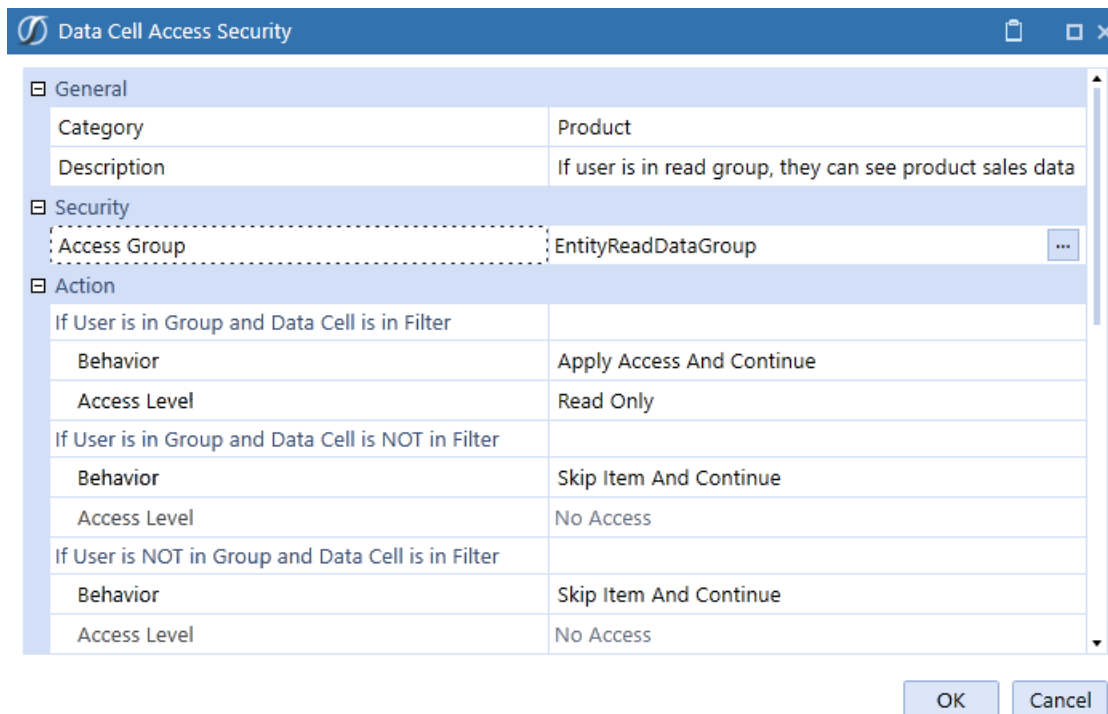 Data Cell Access Security
General
Category Product
Description If user is in read group, they can see product sales data
Security
Access Group EntityReadDataGroup ...
Action
If User is in Group and Data Cell is in Filter
Behavior Apply Access And Continue
Access Level Read Only
If User is in Group and Data Cell is NOT in Filter
Behavior Skip Item And Continue
Access Level No Access
If User is NOT in Group and Data Cell is in Filter
Behavior Skip Item And Continue
Access Level No Access
OK Cancel